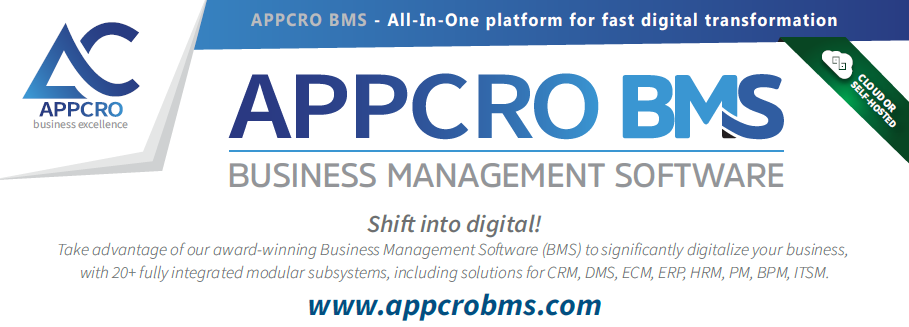 APPCRO BMS - All-In-One platform for fast digital transformation
AC
APPCRO
business excellence
CLOUD OR
SELF-HOSTED
APPCRO BMS
BUSINESS MANAGEMENT SOFTWARE
Shift into digital!
Take advantage of our award-winning Business Management Software (BMS) to significantly digitalize your business,
with 20+ fully integrated modular subsystems, including solutions for CRM, DMS, ECM, ERP, HRM, PM, BPM, ITSM.
www.appcrobms.com